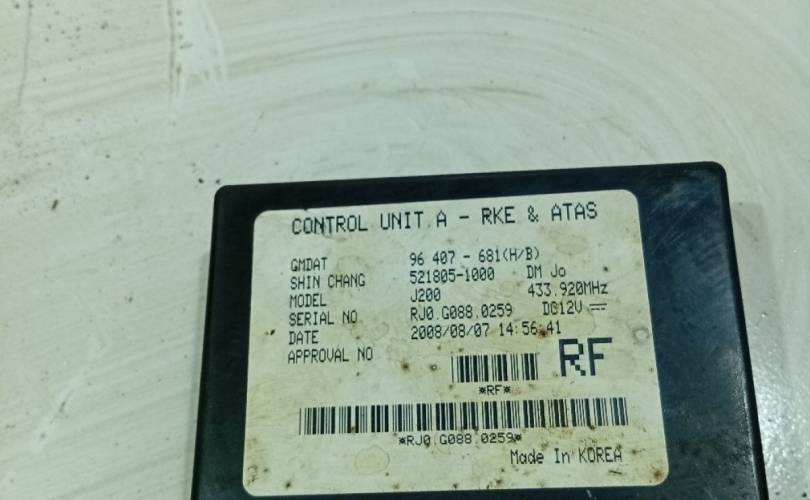 CONTROL UNIT A - RKE & ATAS
GMDAT 96 407 - 681(H/B)
SHIN CHANG 521805-1000 DM Jo
MODEL J200 433.920MHz
SERIAL NO RJ0.G088.0259 DC12V
DATE 2008/08/07 14:56:41
APPROVAL NO
RF
*RF*
*RJ0.G088.0259*
Made In KOREA